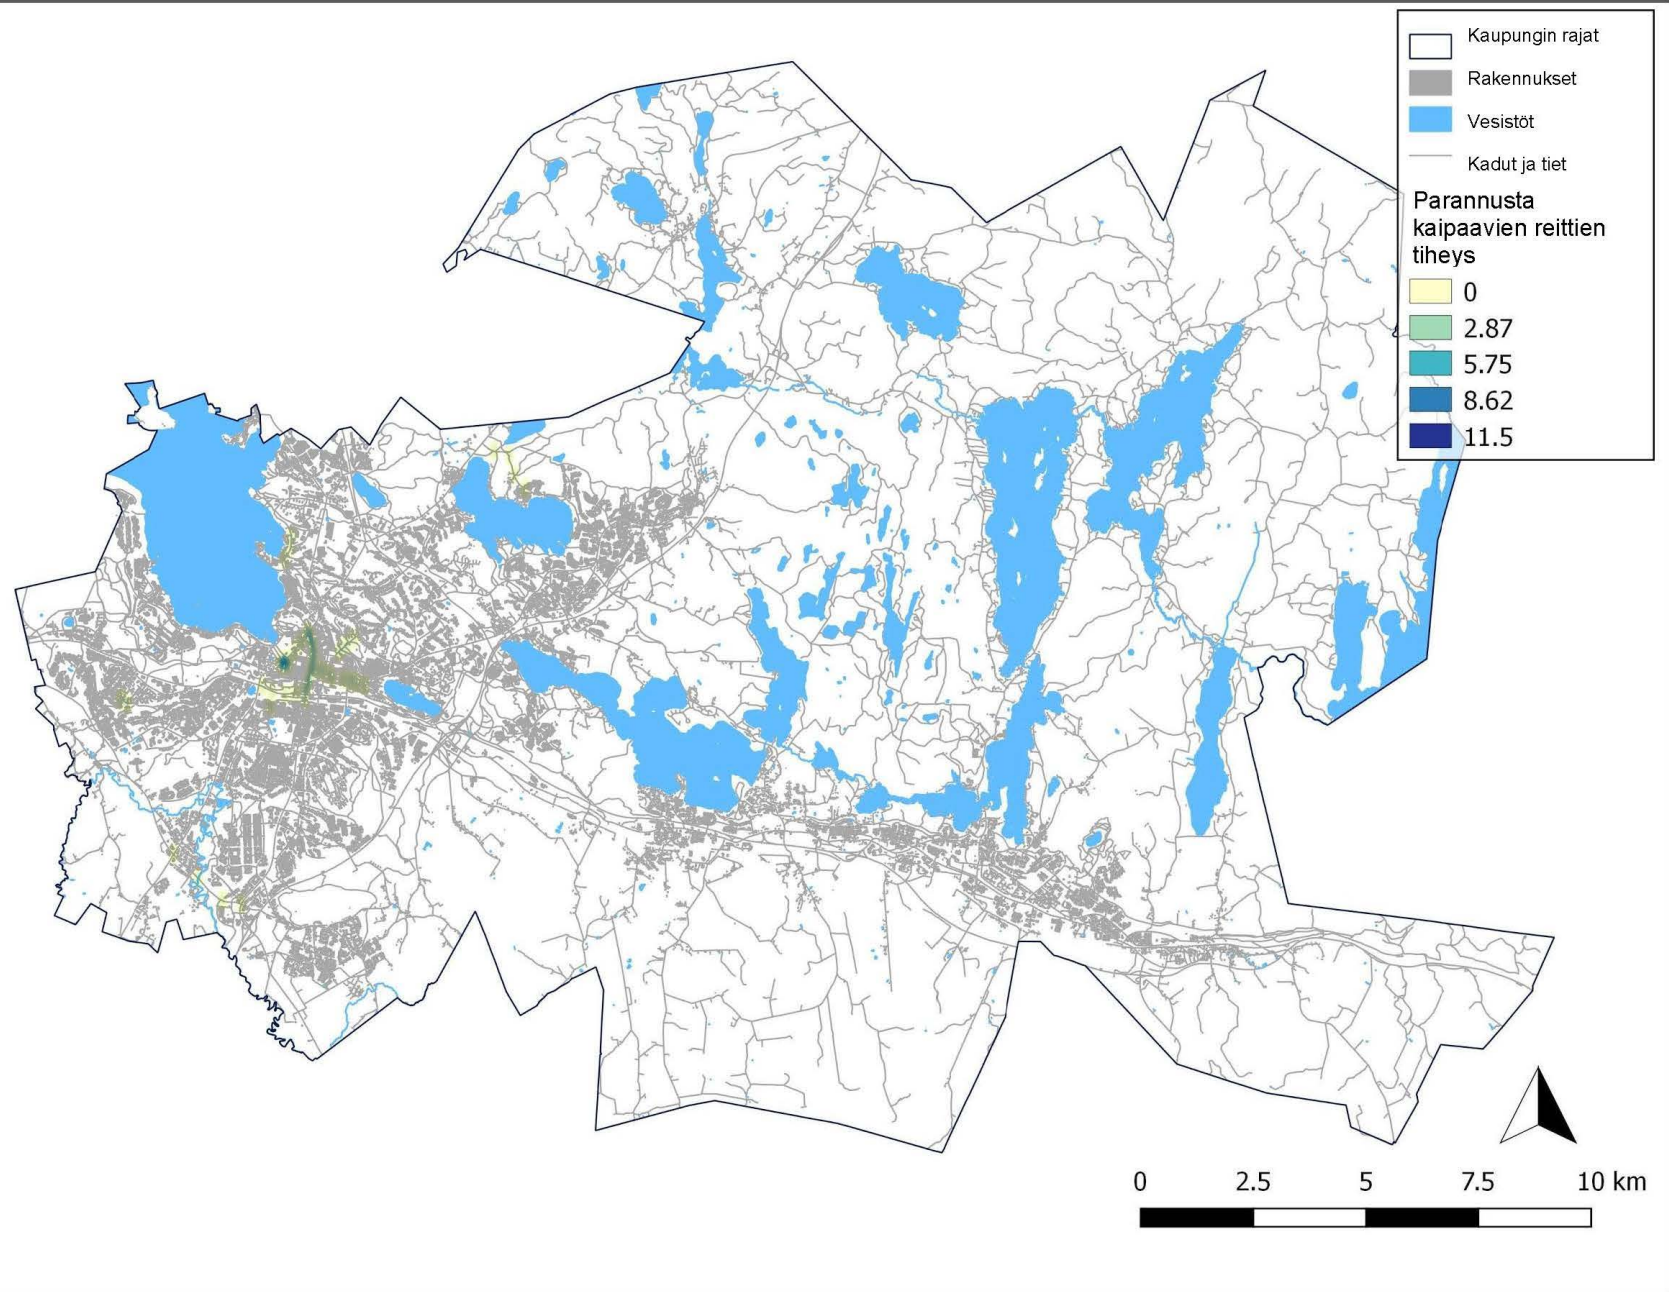 Kaupungin rajat
Rakennukset
Vesistöt
Kadut ja tiet
Parannusta
kaipaavien reittien
tiheys
0
2.87
5.75
8.62
11.5
0 2.5 5 7.5 10 km